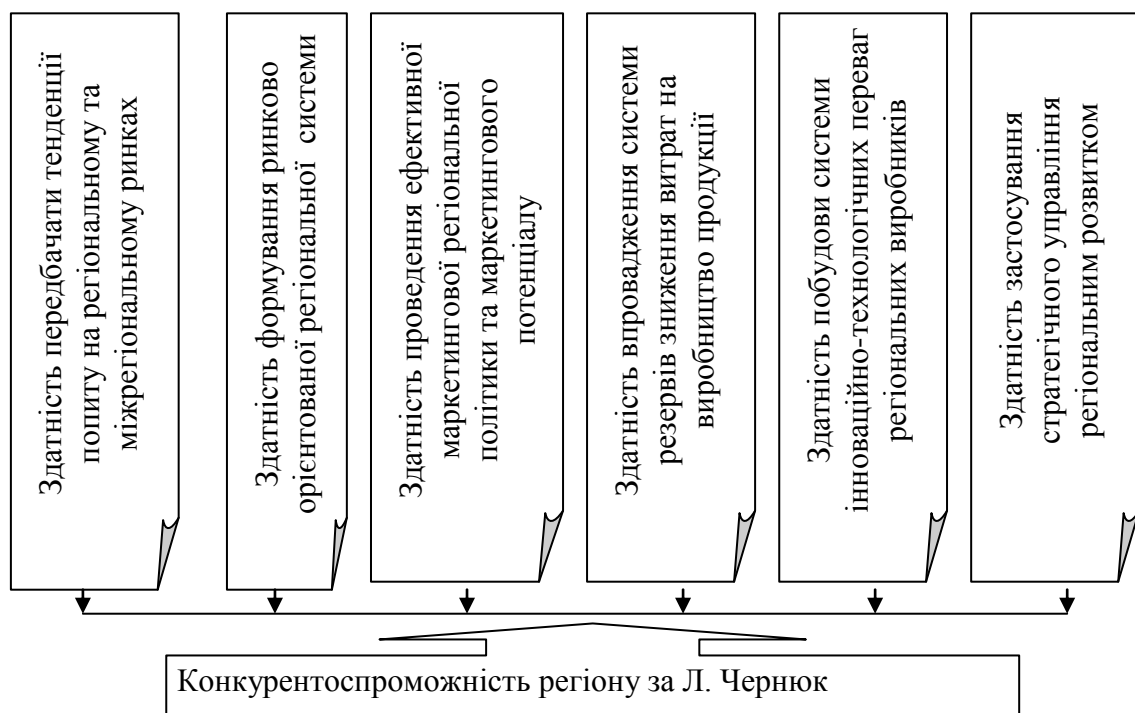 Здатність передбачати тенденції
попиту на регіональному та
міжрегіональному ринках
Здатність формування ринково
орієнтованої регіональної системи
Здатність проведення ефективної
маркетингової регіональної
політики та маркетингового
потенціалу
Здатність впровадження системи
резервів зниження витрат на
виробництво продукції
Здатність побудови системи
інноваційно-технологічних переваг
регіональних виробників
Здатність застосування
стратегічного управління
регіональним розвитком
Конкурентоспроможність регіону за Л. Чернюк